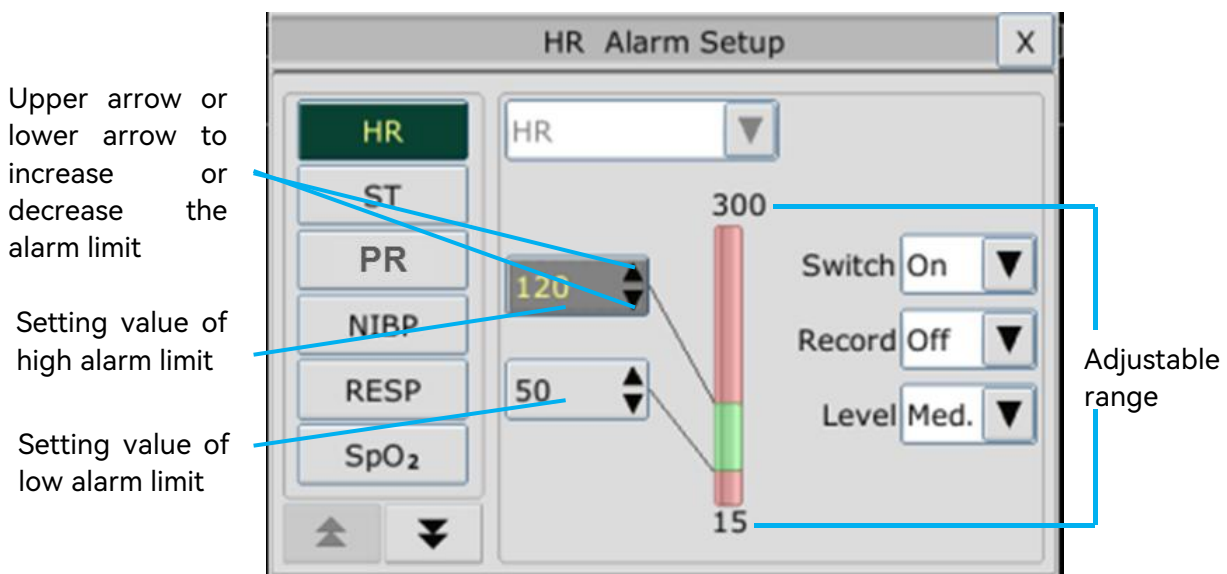 HR Alarm Setup
X
Upper arrow or
lower arrow to
increase or
decrease the
alarm limit
Setting value of
high alarm limit
Setting value of
low alarm limit
HR
ST
PR
NIBP
RESP
SpO₂
HR
300
120
50
15
Switch On
Record Off
Level Med.
Adjustable
range